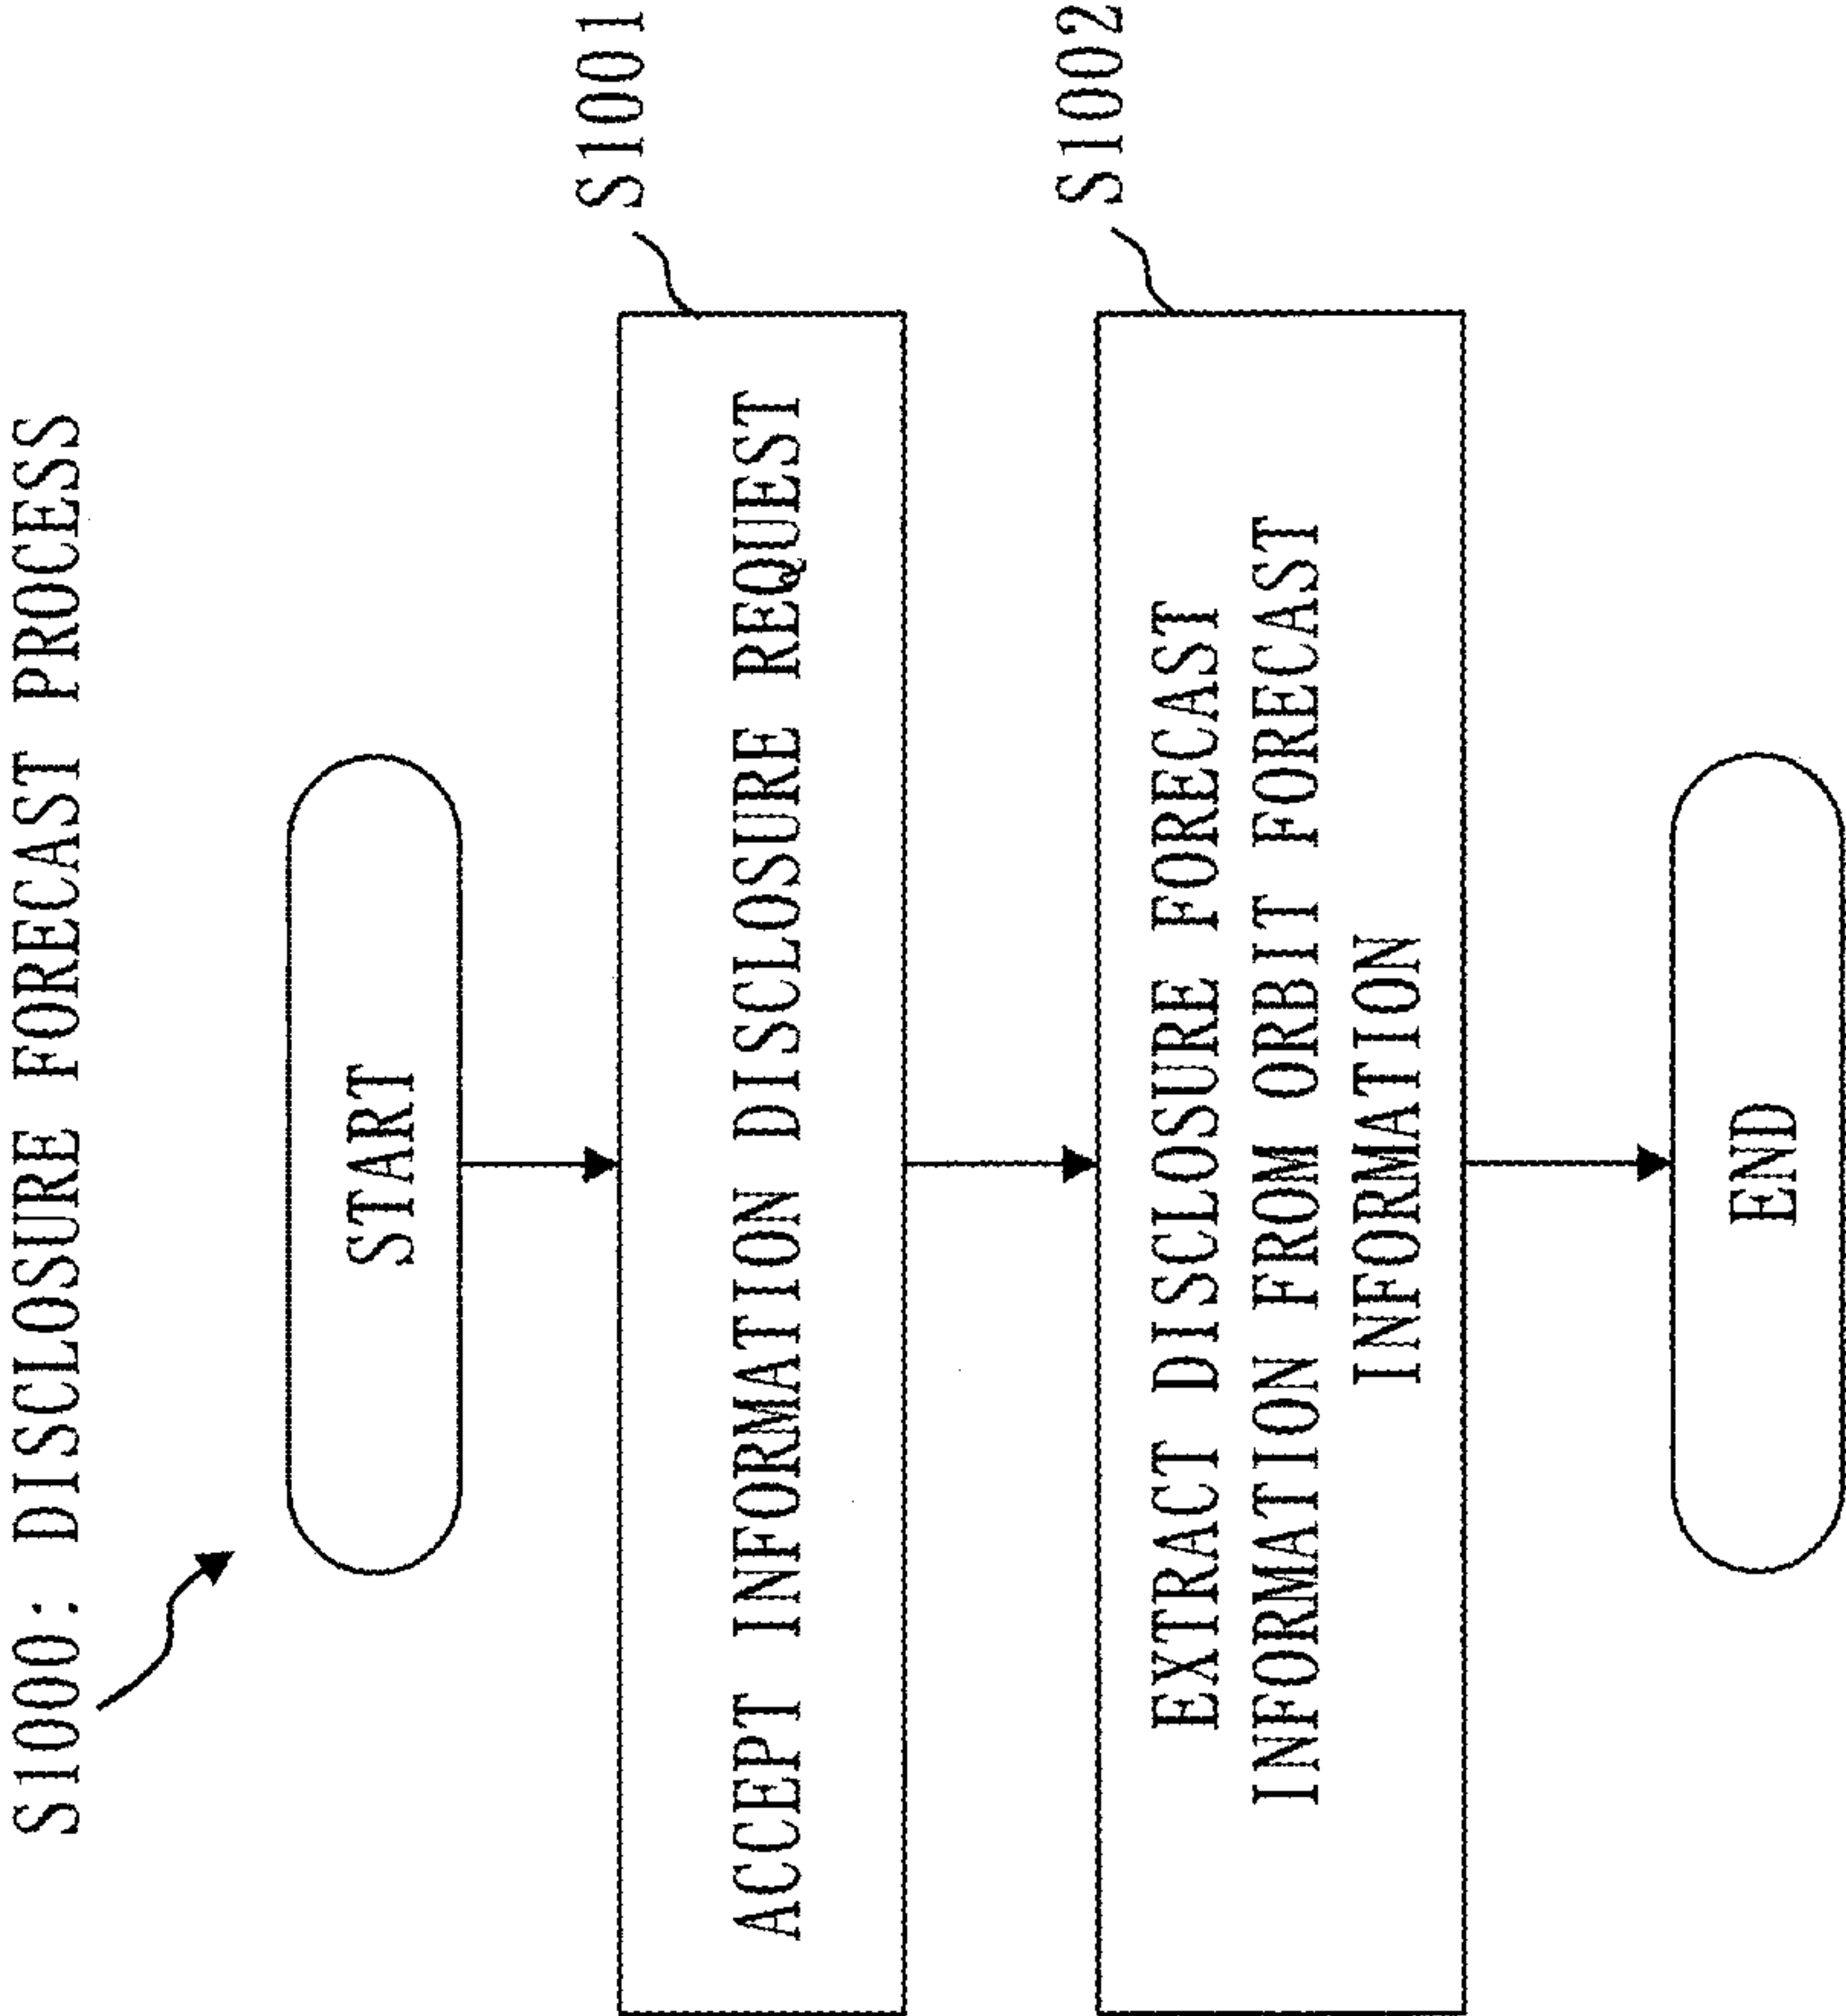 S1000: DISCLOSURE FORECAST PROCESS
START
ACCEPT INFORMATION DISCLOSURE REQUEST
S1001
EXTRACT DISCLOSURE FORECAST
INFORMATION FROM ORBIT FORECAST
INFORMATION
S1002
END